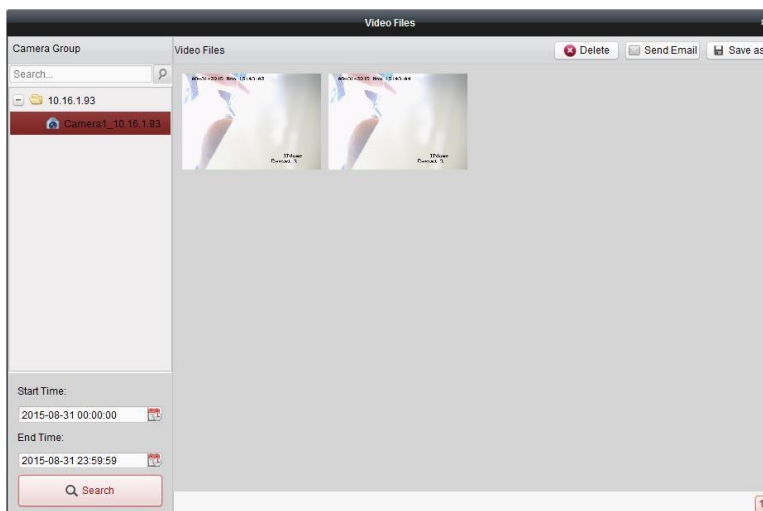 Video Files
Camera Group
Video Files
Delete
Send Email
Save as
Search...
10.16.1.93
Camera1_10.16.1.93
Start Time:
2015-08-31 00:00:00
End Time:
2015-08-31 23:59:59
Search
1